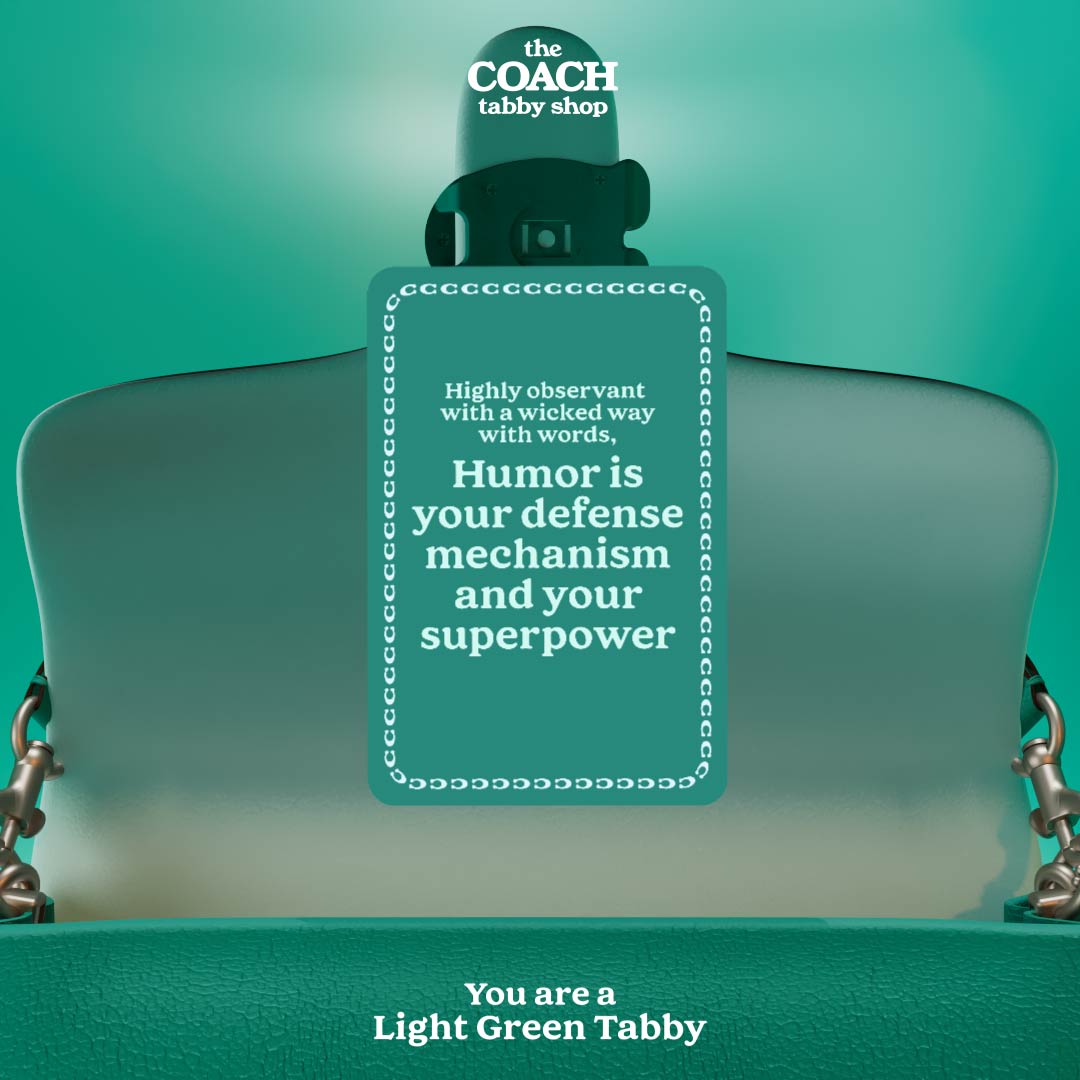 the
COACH
tabby shop
Highly observant
with a wicked way
with words,
Humor is
your defense
mechanism
and your
superpower
You are a
Light Green Tabby